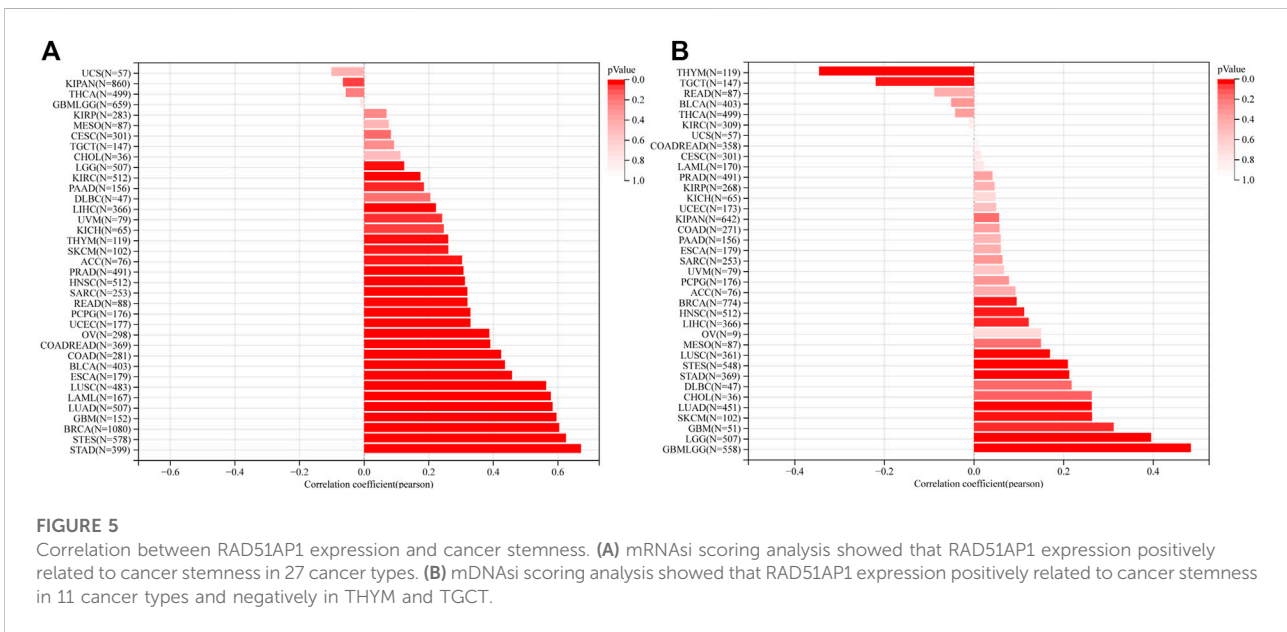 A
UCS(N=57)
KIPAN(N=860)
THCA(N=499)
GBMLGG(N=659)
KIRP(N=283)
MESO(N=87)
CESC(N=301)
TGCT(N=147)
CHOL(N=36)
LGG(N=507)
KIRC(N=512)
PAAD(N=156)
DLBC(N=47)
LIHC(N=366)
UVM(N=79)
KICH(N=65)
THYM(N=119)
SKCM(N=102)
ACC(N=76)
PRAD(N=491)
HNSC(N=512)
SARC(N=253)
READ(N=88)
PCPG(N=176)
UCEC(N=177)
OV(N=298)
COADREAD(N=369)
COAD(N=281)
BLCA(N=403)
ESCA(N=179)
LUSC(N=483)
LAML(N=167)
LUAD(N=507)
GBM(N=152)
BRCA(N=1080)
STES(N=578)
STAD(N=399)
−0.6 −0.4 −0.2 0.0 0.2 0.4 0.6
Correlation coefficient(pearson)
pValue
0.0
0.2
0.4
0.6
0.8
1.0
B
THYM(N=119)
TGCT(N=147)
READ(N=87)
BLCA(N=403)
THCA(N=499)
KIRC(N=309)
UCS(N=57)
COADREAD(N=358)
CESC(N=301)
LAML(N=170)
PRAD(N=491)
KIRP(N=268)
KICH(N=65)
UCEC(N=173)
KIPAN(N=642)
COAD(N=271)
PAAD(N=156)
ESCA(N=179)
SARC(N=253)
UVM(N=79)
PCPG(N=176)
ACC(N=76)
BRCA(N=774)
HNSC(N=512)
LIHC(N=366)
OV(N=9)
MESO(N=87)
LUSC(N=361)
STES(N=548)
STAD(N=369)
DLBC(N=47)
CHOL(N=36)
LUAD(N=451)
SKCM(N=102)
GBM(N=51)
LGG(N=507)
GBMLGG(N=558)
−0.4 −0.2 0.0 0.2 0.4
Correlation coefficient(pearson)
pValue
0.0
0.2
0.4
0.6
0.8
1.0
FIGURE 5
Correlation between RAD51AP1 expression and cancer stemness. (A) mRNAsi scoring analysis showed that RAD51AP1 expression positively
related to cancer stemness in 27 cancer types. (B) mDNAsi scoring analysis showed that RAD51AP1 expression positively related to cancer stemness
in 11 cancer types and negatively in THYM and TGCT.